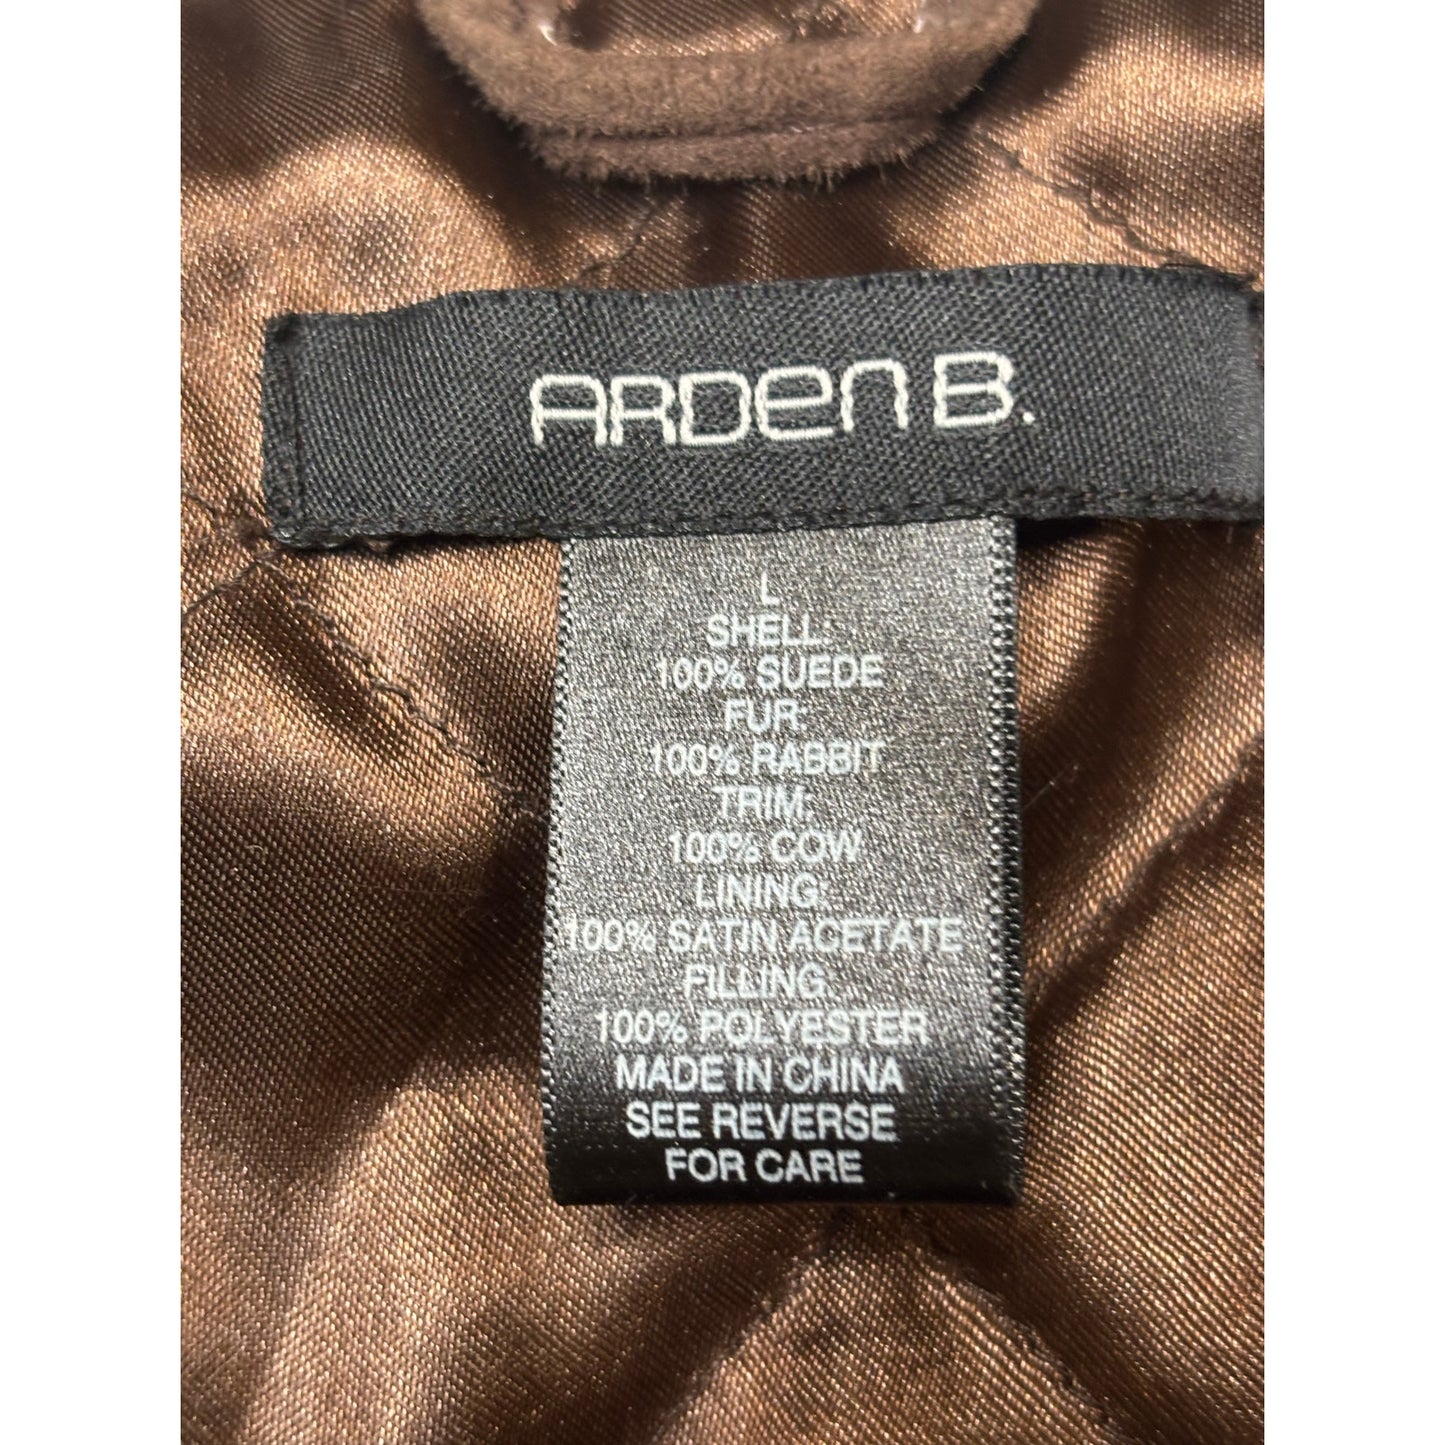 ARDen B.
L
SHELL:
100% SUEDE
FUR:
100% RABBIT
TRIM:
100% COW
LINING:
100% SATIN ACETATE
FILLING:
100% POLYESTER
MADE IN CHINA
SEE REVERSE
FOR CARE